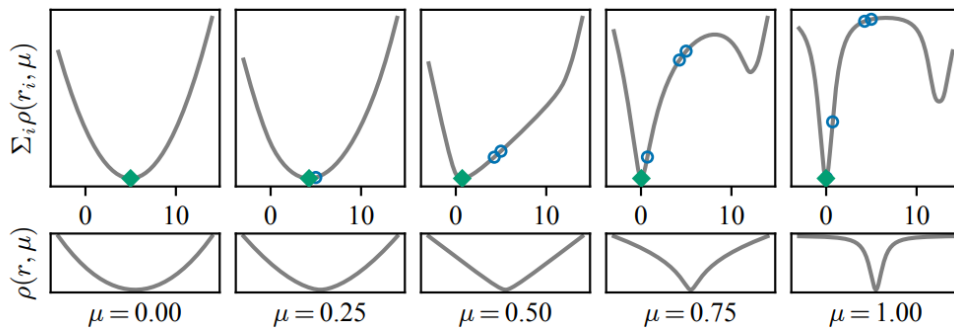 Σ_i ρ(r_i, μ)
0 10 0 10 0 10 0 10 0 10
ρ(r, μ)
μ = 0.00 μ = 0.25 μ = 0.50 μ = 0.75 μ = 1.00